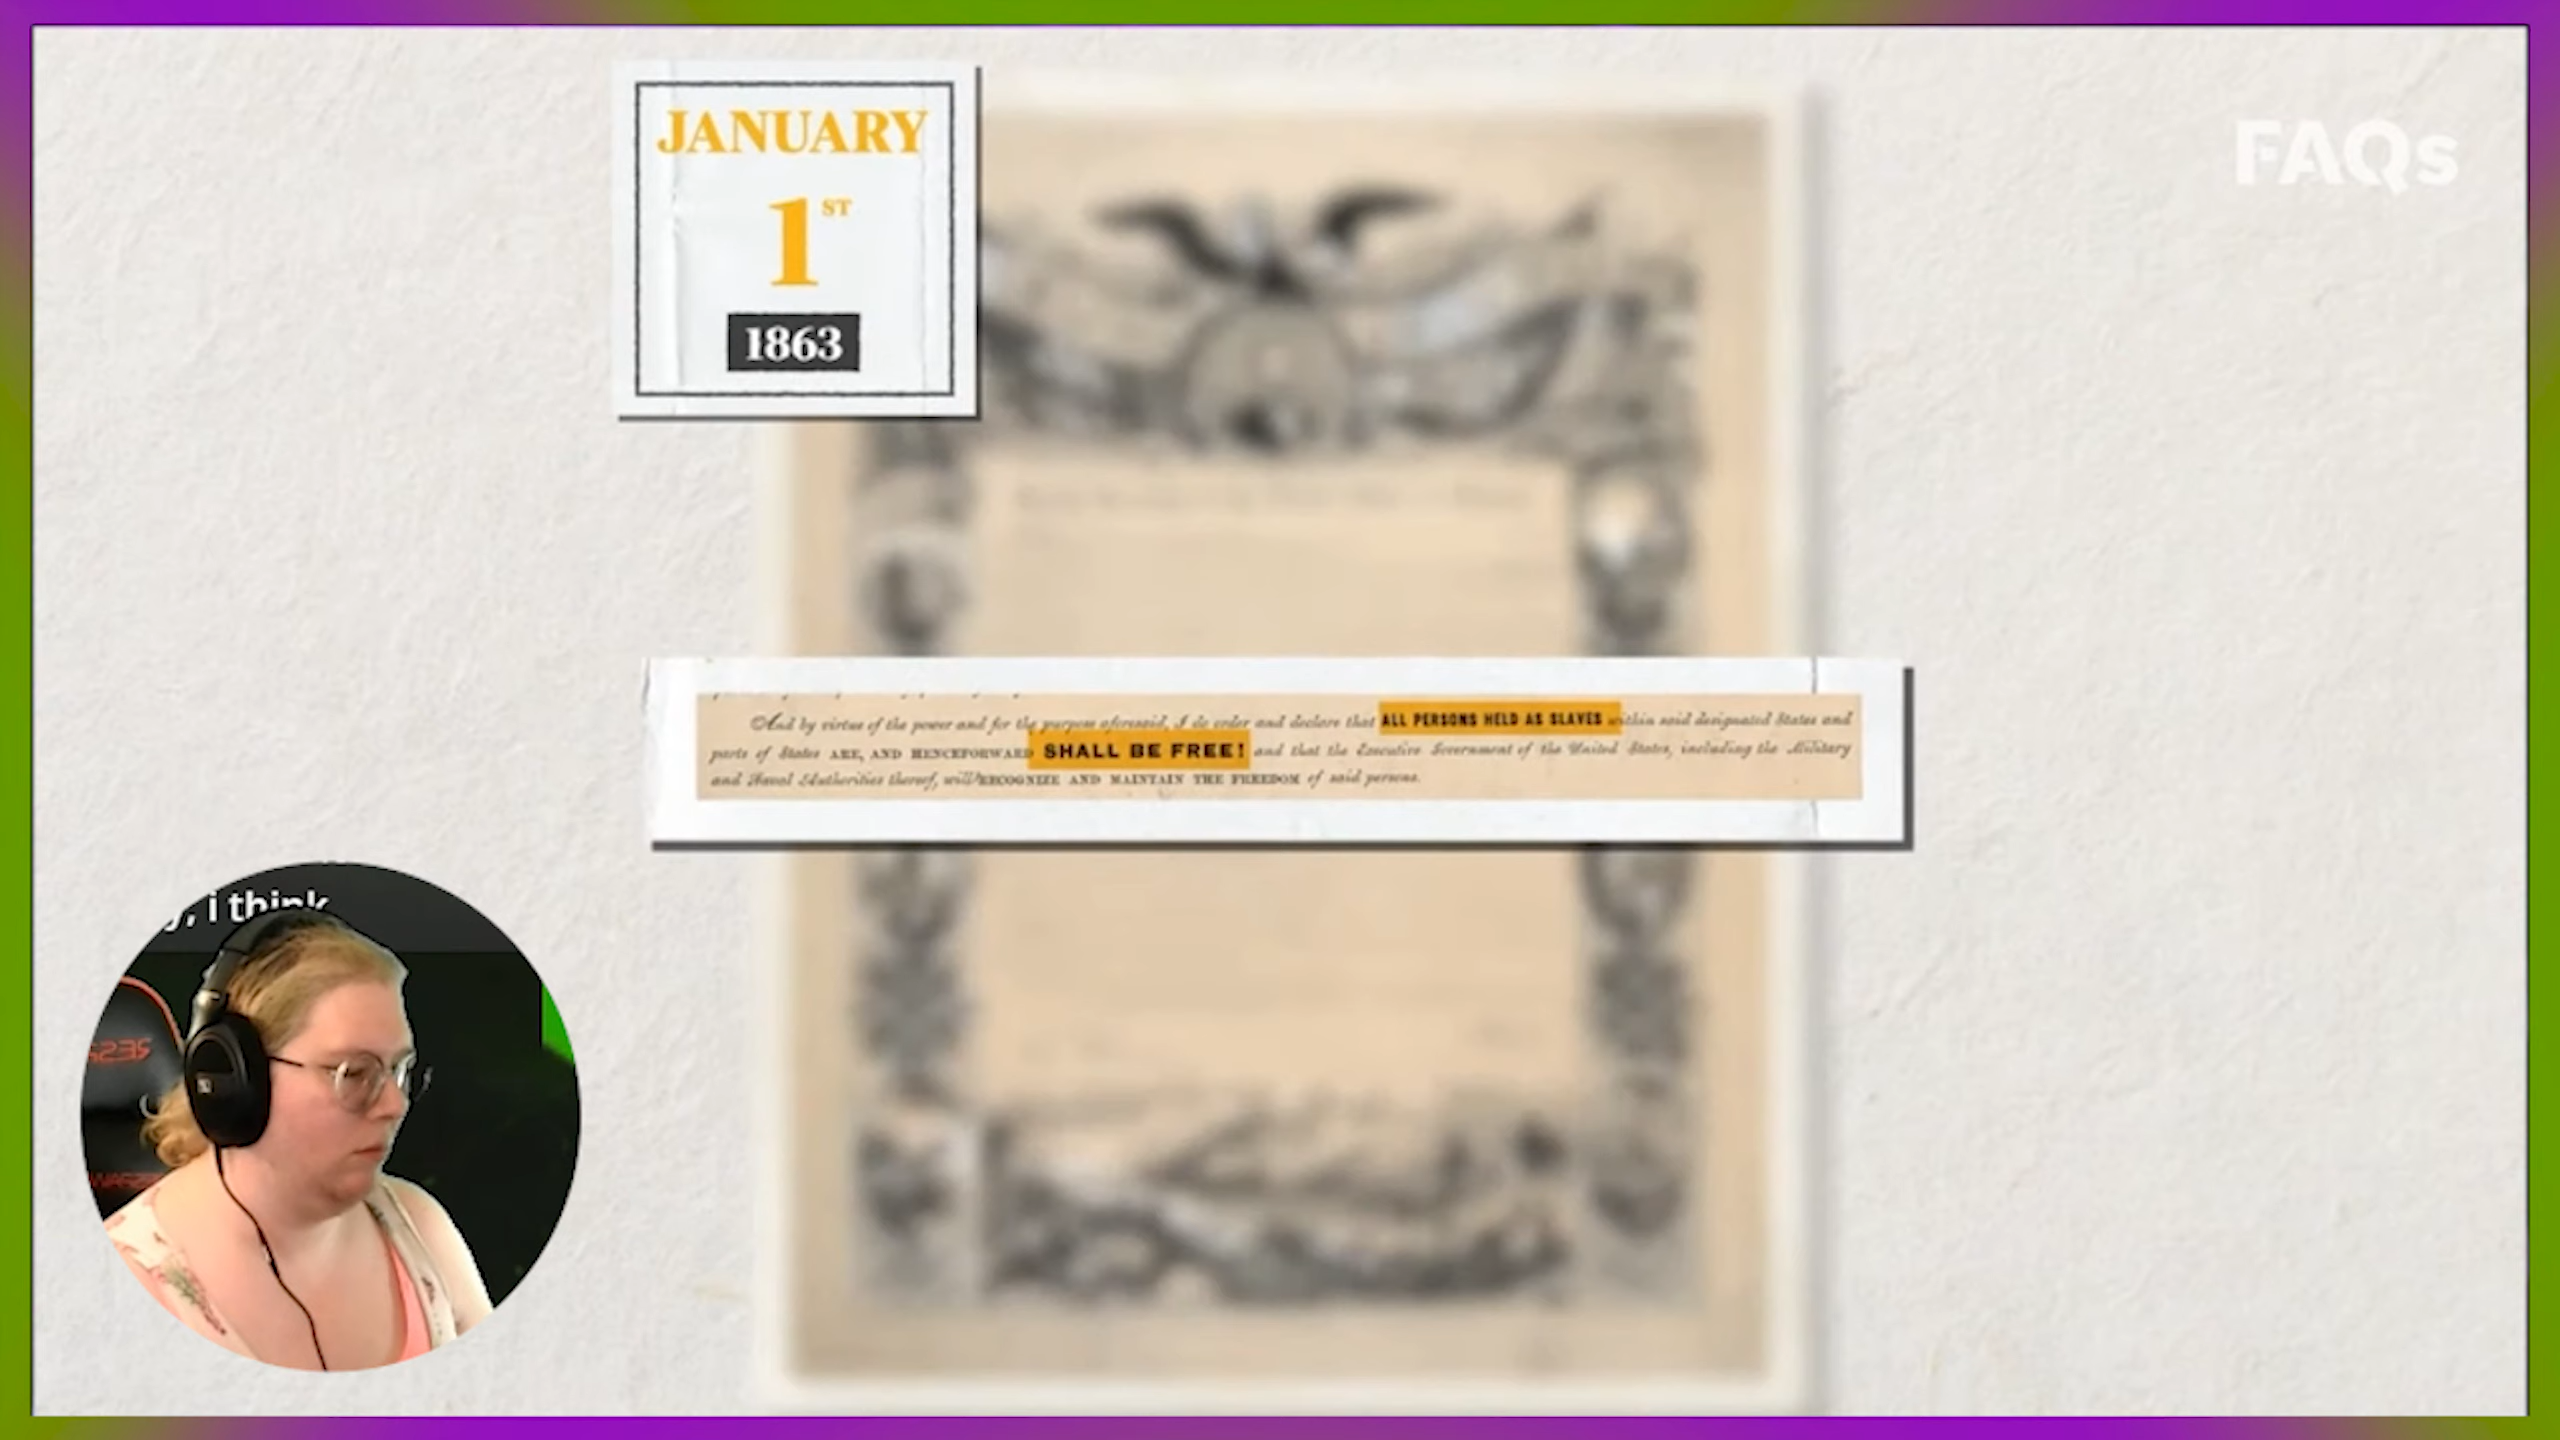 JANUARY
1ST
1863
FAQs
And by virtue of the power and for the purpose aforesaid, I do order and declare that ALL PERSONS HELD AS SLAVES within said designated States and
parts of States ARE, AND HENCEFORWARD SHALL BE FREE! and that the Executive Government of the United States, including the Military
and Naval Authorities thereof, will RECOGNIZE AND MAINTAIN THE FREEDOM of said persons.
, i think